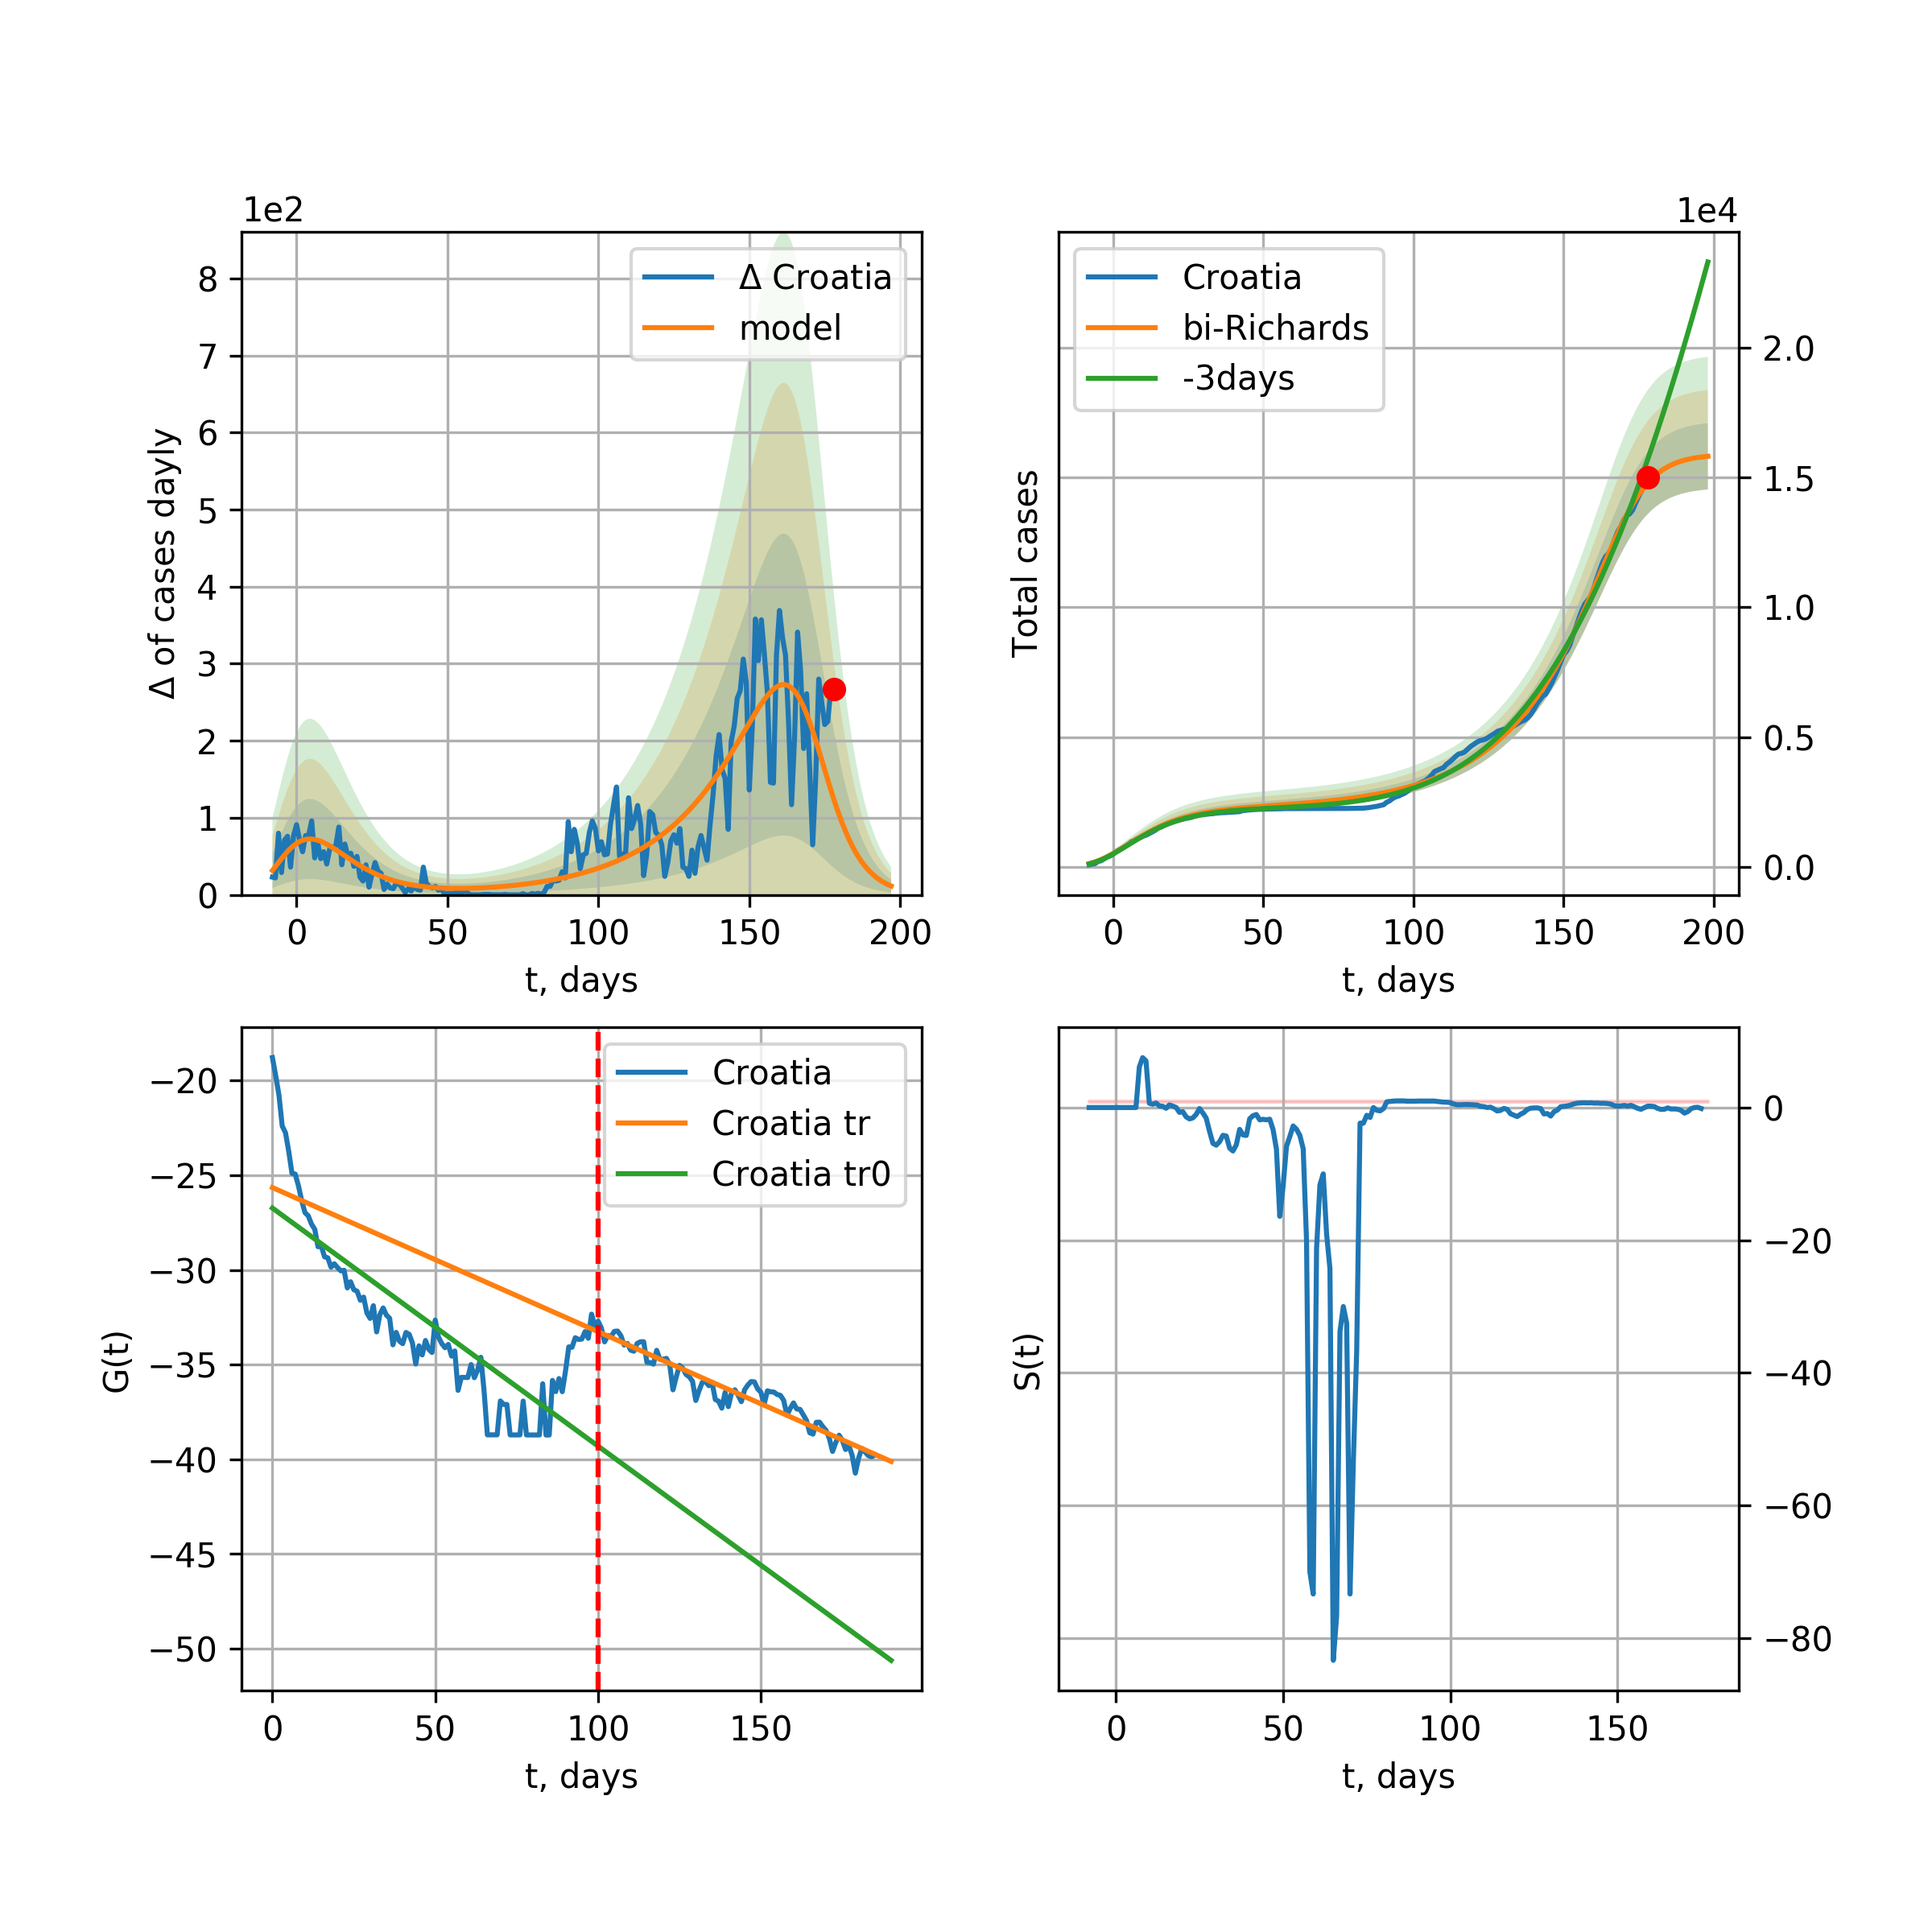 1e2
Δ of cases dayly
8
7
6
5
4
3
2
1
0
Δ Croatia
model
0 50 100 150 200
t, days
1e4
Total cases
Croatia
bi-Richards
-3days
2.0
1.5
1.0
0.5
0.0
0 50 100 150 200
t, days
G(t)
−20
−25
−30
−35
−40
−45
−50
Croatia
Croatia tr
Croatia tr0
0 50 100 150
t, days
S(t)
0
−20
−40
−60
−80
0 50 100 150
t, days